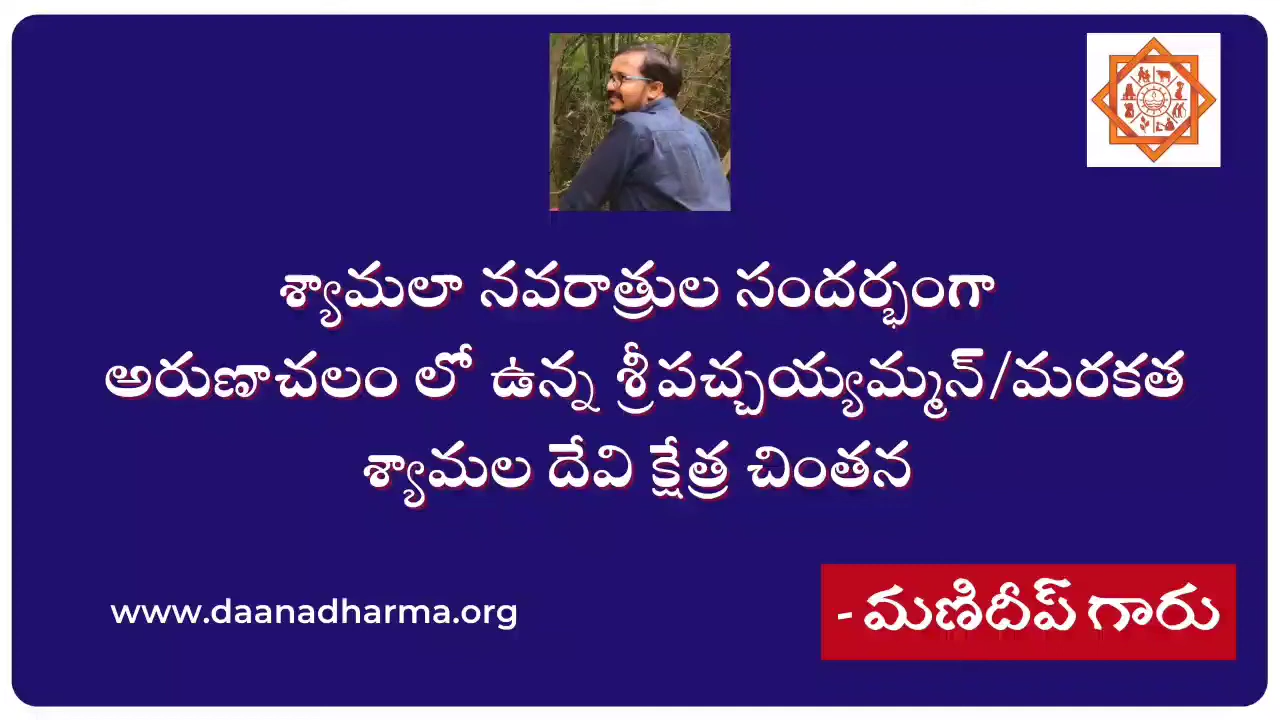 శ్యామలా నవరాత్రుల సందర్భంగా
అరుణాచలం లో ఉన్న శ్రీపచ్చయ్యమ్మన్/మరకత
శ్యామల దేవి క్షేత్ర చింతన
www.daanadharma.org
- మణిదీప్ గారు